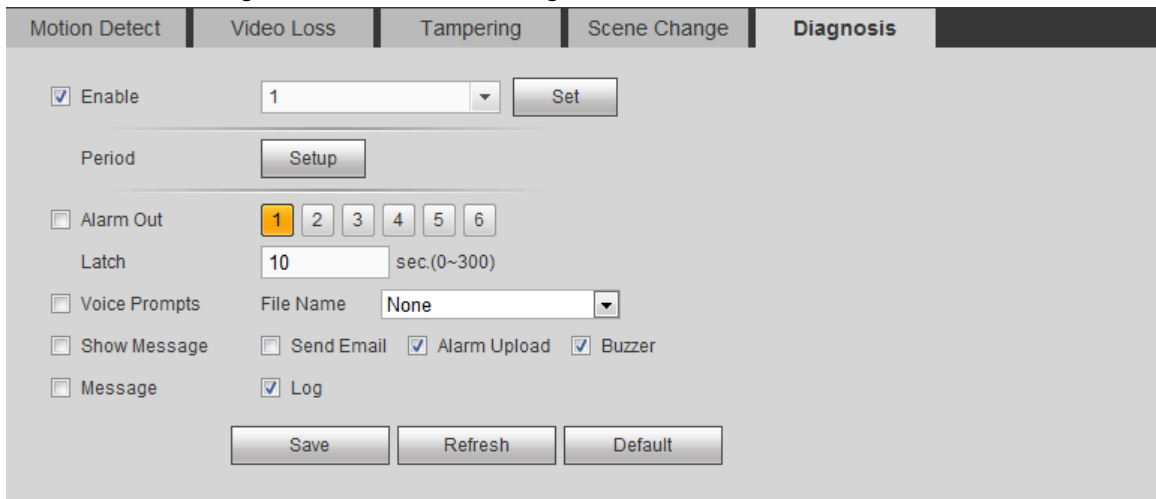 Motion Detect Video Loss Tampering Scene Change Diagnosis
Enable 1 Set
Period Setup
Alarm Out 1 2 3 4 5 6
Latch 10 sec.(0~300)
Voice Prompts File Name None
Show Message Send Email Alarm Upload Buzzer
Message Log
Save Refresh Default